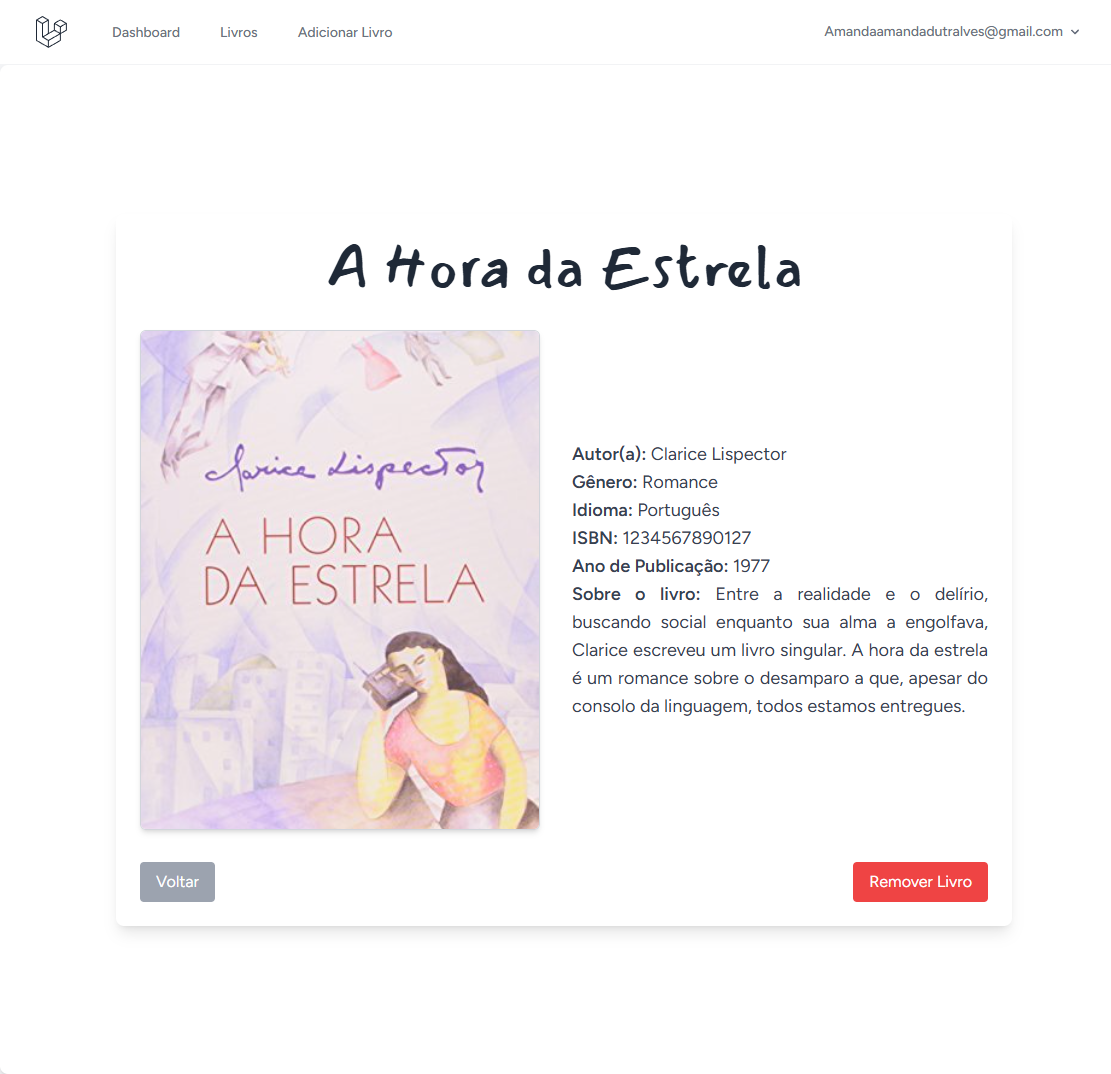 Dashboard
Livros
Adicionar Livro
Amandaamandadutralves@gmail.com
A Hora da Estrela
Clarice Lispector
A HORA
DA ESTRELA
Autor(a): Clarice Lispector
Gênero: Romance
Idioma: Português
ISBN: 1234567890127
Ano de Publicação: 1977
Sobre o livro: Entre a realidade e o delírio,
buscando social enquanto sua alma a engolfava,
Clarice escreveu um livro singular. A hora da estrela
é um romance sobre o desamparo a que, apesar do
consolo da linguagem, todos estamos entregues.
Voltar
Remover Livro